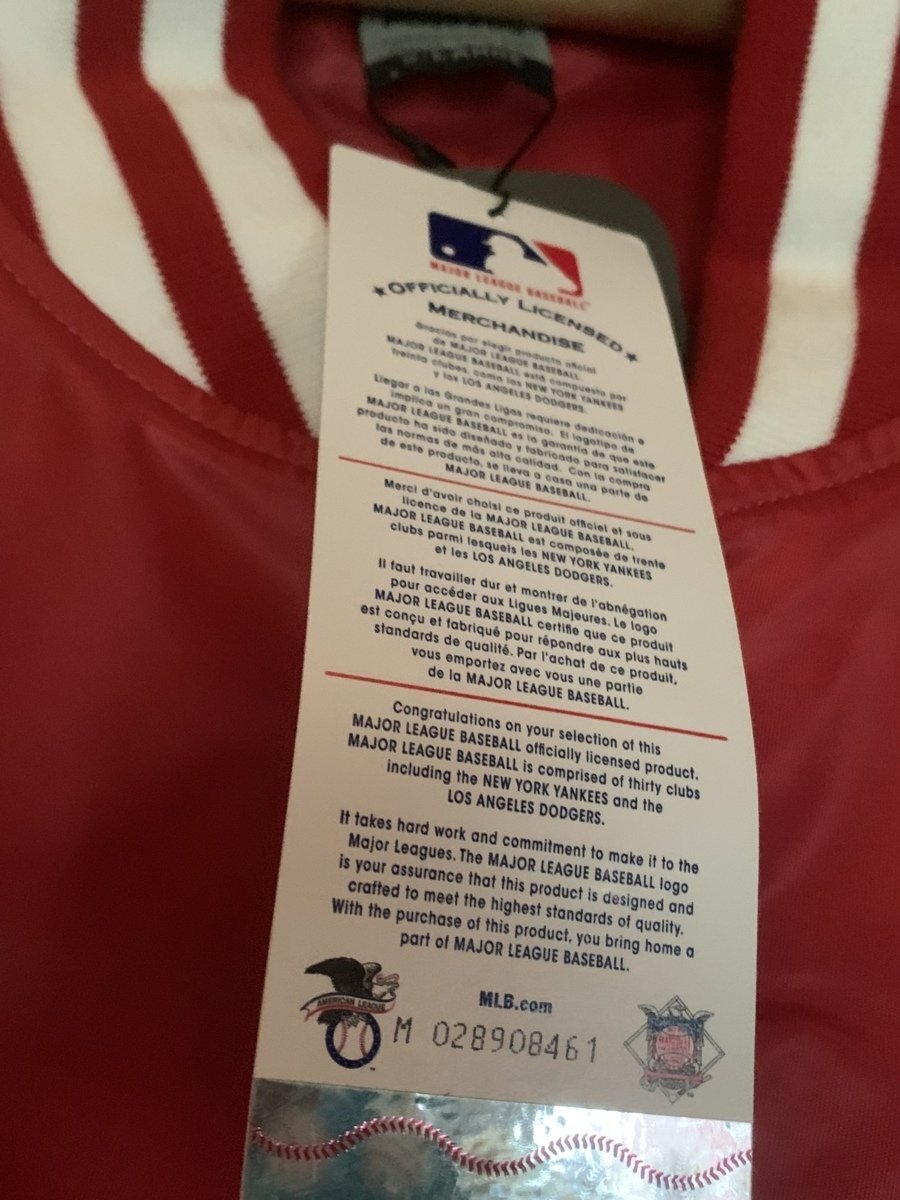 MAJOR LEAGUE BASEBALL
★OFFICIALLY LICENSED★
MERCHANDISE
Gracias por elegir producto oficial
de MAJOR LEAGUE BASEBALL.
MAJOR LEAGUE BASEBALL está compuesto por
treinta clubes, como los NEW YORK YANKEES
y los LOS ANGELES DODGERS.
Llegar a las Grandes Ligas requiere dedicación e
implica un gran compromiso. El logotipo de
MAJOR LEAGUE BASEBALL es la garantía de que este
producto ha sido diseñado y fabricado para satisfacer
las normas de más alta calidad. Con la compra
de este producto, se lleva a casa una parte de
MAJOR LEAGUE BASEBALL.
Merci d'avoir choisi ce produit officiel et sous
licence de la MAJOR LEAGUE BASEBALL.
MAJOR LEAGUE BASEBALL est composée de trente
clubs parmi lesquels les NEW YORK YANKEES
et les LOS ANGELES DODGERS.
Il faut travailler dur et montrer de l'abnégation
pour accéder aux Ligues Majeures. Le logo
MAJOR LEAGUE BASEBALL certifie que ce produit
est conçu et fabriqué pour répondre aux plus hauts
standards de qualité. Par l'achat de ce produit,
vous emportez avec vous une partie
de la MAJOR LEAGUE BASEBALL.
Congratulations on your selection of this
MAJOR LEAGUE BASEBALL officially licensed product.
MAJOR LEAGUE BASEBALL is comprised of thirty clubs
including the NEW YORK YANKEES and the
LOS ANGELES DODGERS.
It takes hard work and commitment to make it to the
Major Leagues. The MAJOR LEAGUE BASEBALL logo
is your assurance that this product is designed and
crafted to meet the highest standards of quality.
With the purchase of this product, you bring home a
part of MAJOR LEAGUE BASEBALL.
MLB.com
AMERICAN LEAGUE
M 028908461